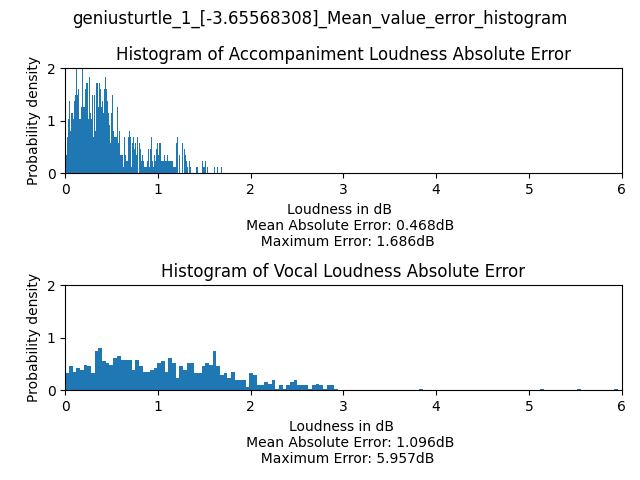 geniusturtle_1_[-3.65568308]_Mean_value_error_histogram
Histogram of Accompaniment Loudness Absolute Error
Probability density
2
1
0
0 1 2 3 4 5 6
Loudness in dB
Mean Absolute Error: 0.468dB
Maximum Error: 1.686dB
Histogram of Vocal Loudness Absolute Error
Probability density
2
1
0
0 1 2 3 4 5 6
Loudness in dB
Mean Absolute Error: 1.096dB
Maximum Error: 5.957dB